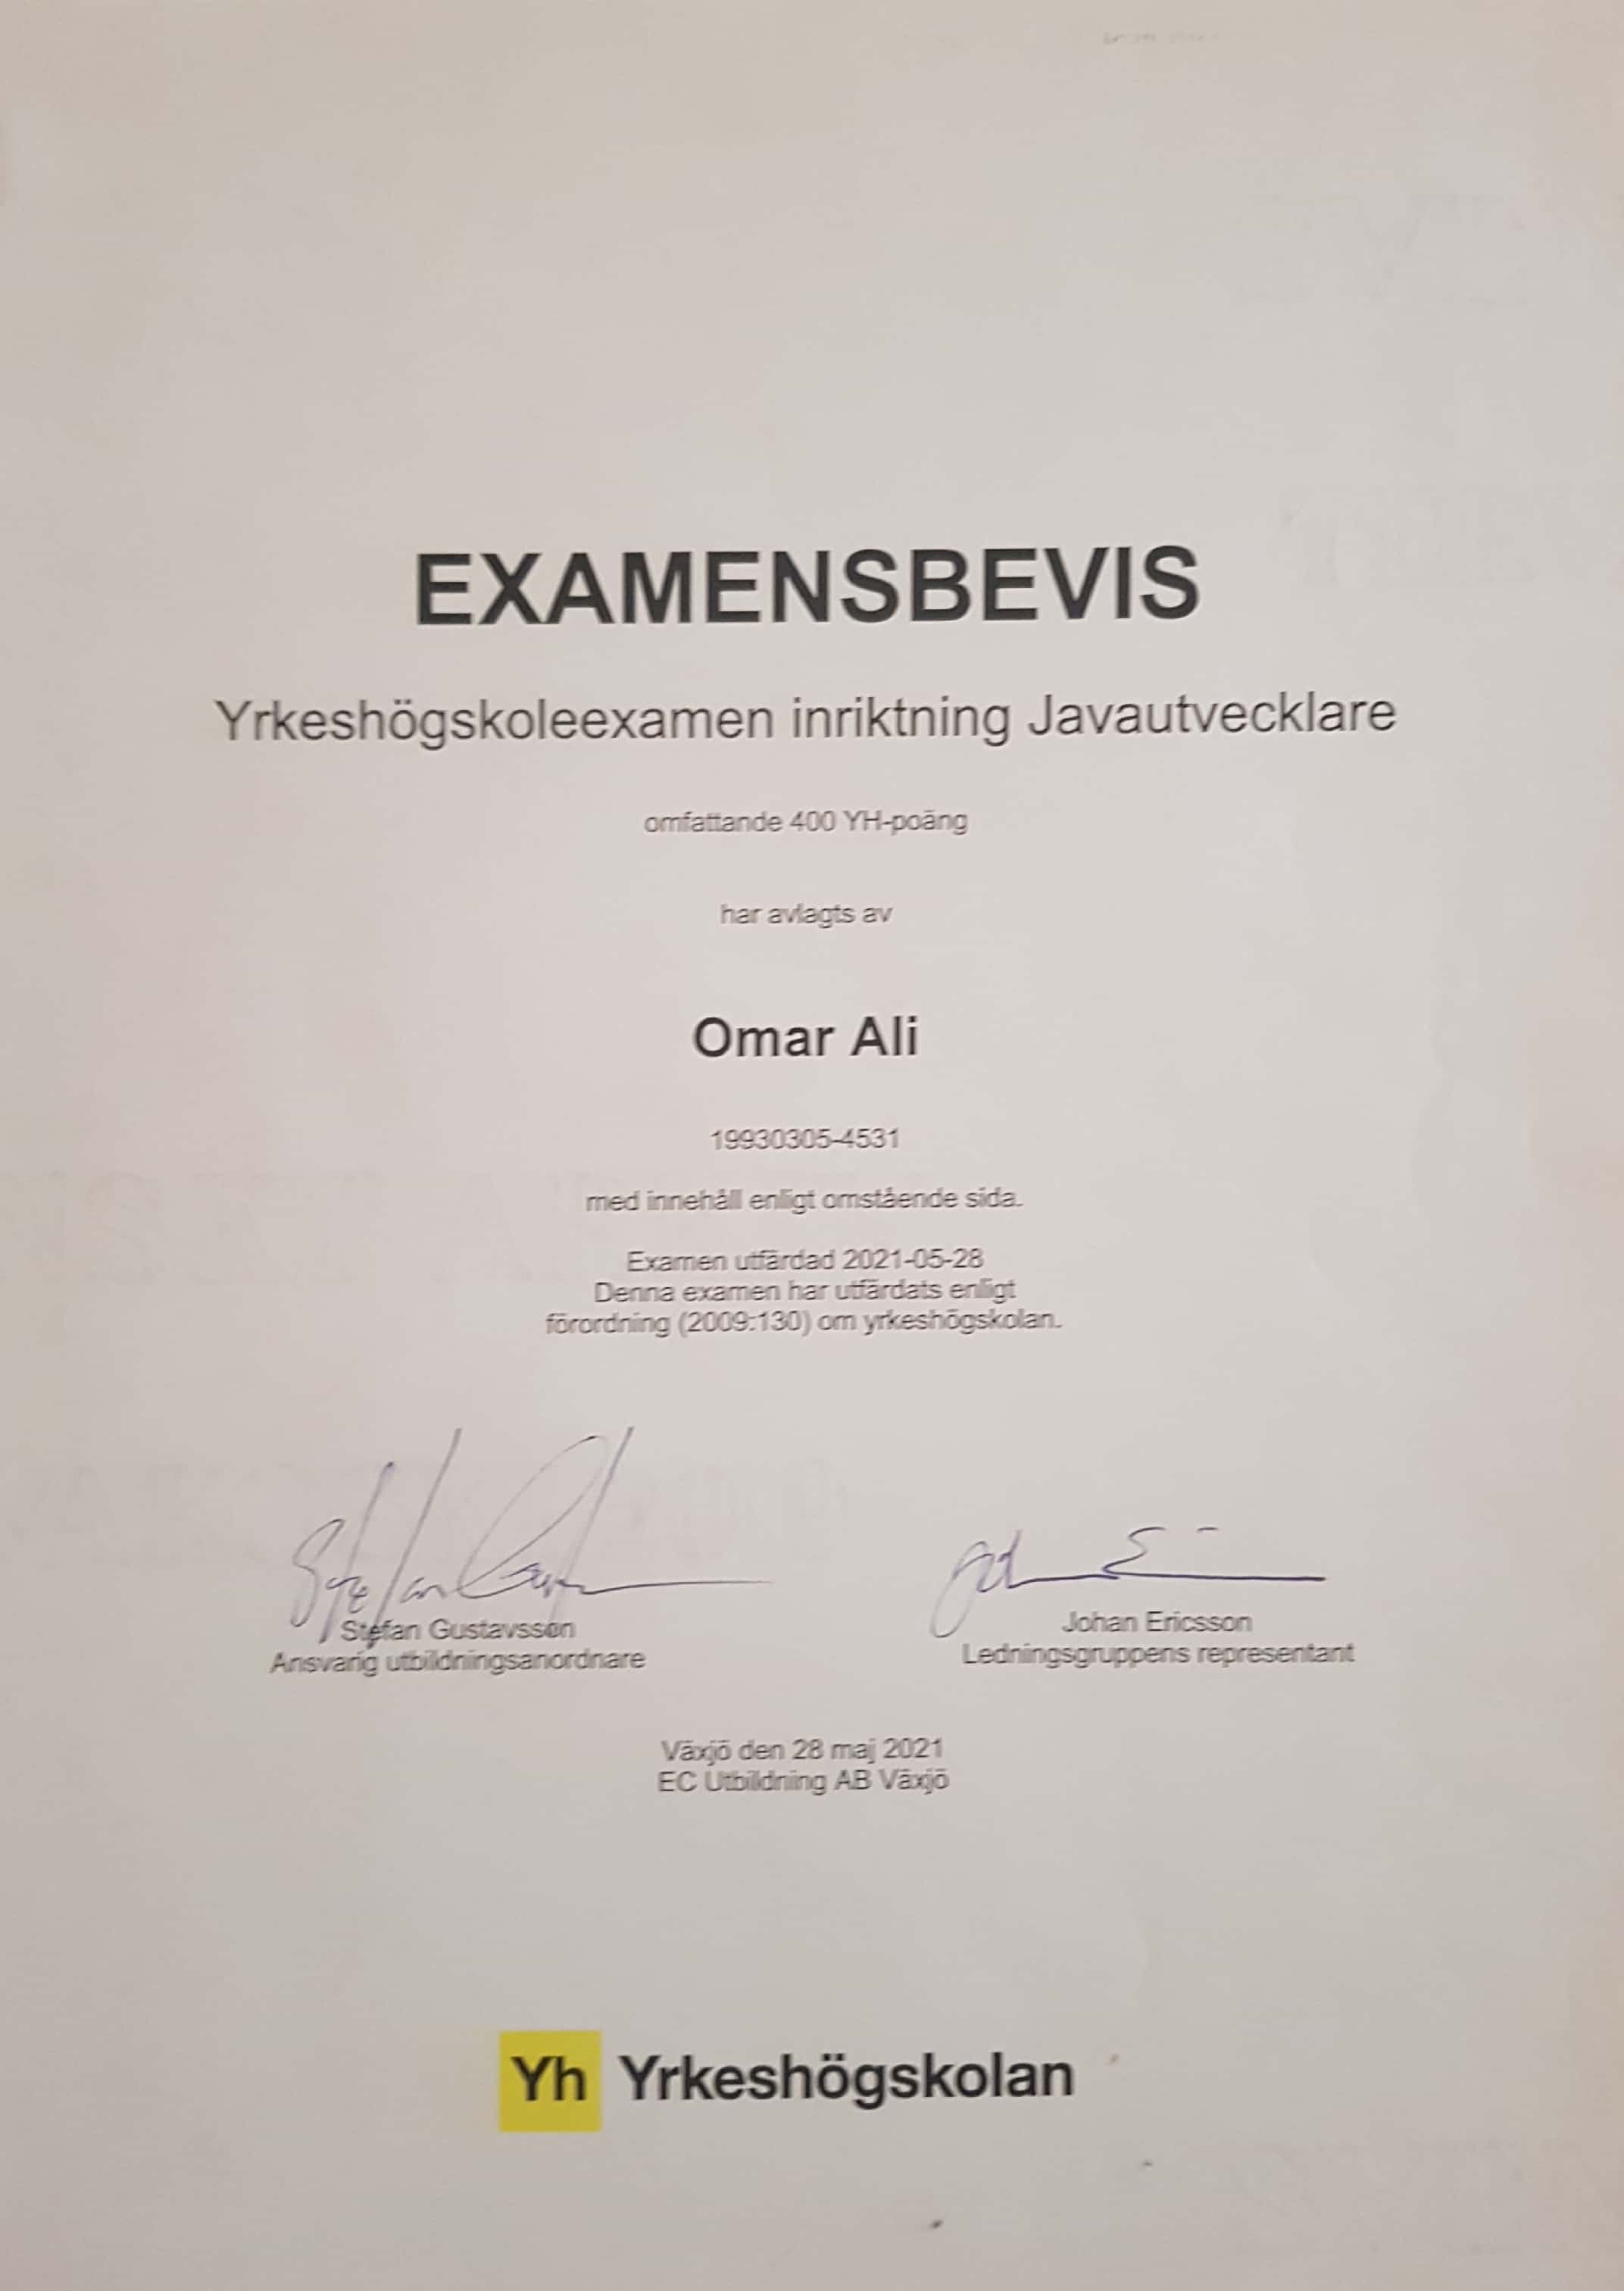 EXAMENSBEVIS
Yrkeshögskoleexamen inriktning Javautvecklare
omfattande 400 YH-poäng
har avlagts av
Omar Ali
19930305-4531
med innehåll enligt omstående sida.
Examen utfärdad 2021-05-28
Denna examen har utfärdats enligt
förordning (2009:130) om yrkeshögskolan.
Stefan Gustavsson
Ansvarig utbildningsanordnare
Johan Ericsson
Ledningsgruppens representant
Växjö den 28 maj 2021
EC Utbildning AB Växjö
Yh Yrkeshögskolan